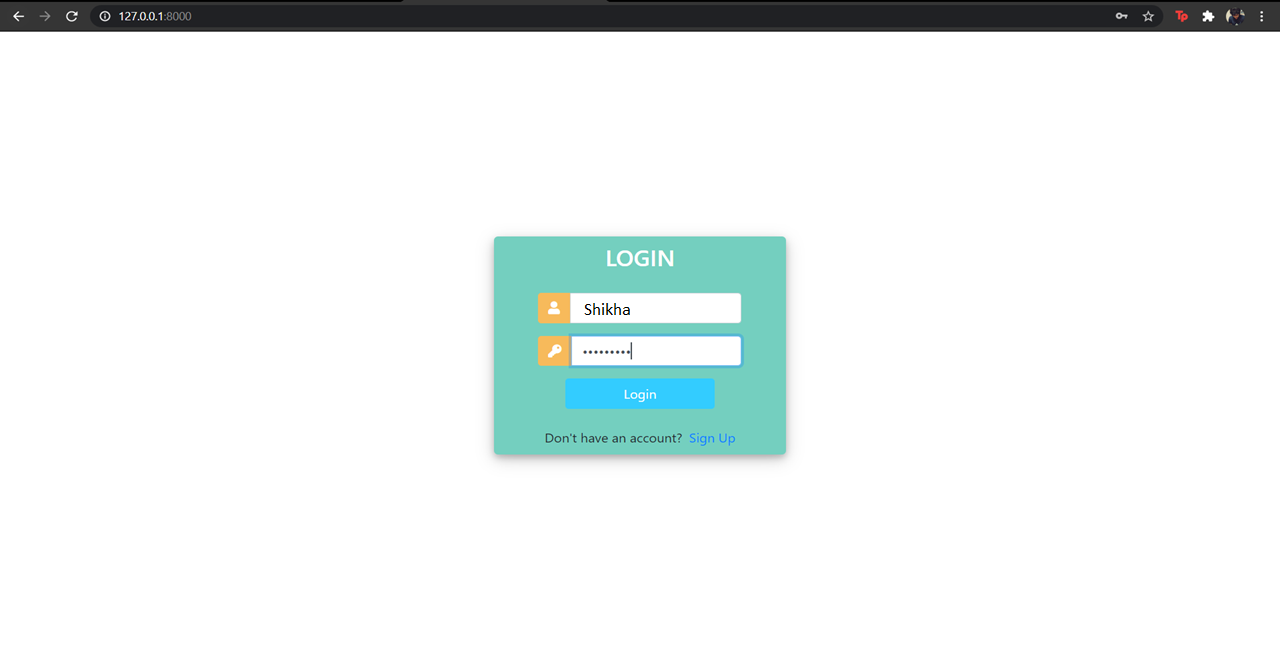 127.0.0.1:8000
Tp
LOGIN
Shikha
•••••••••
Login
Don't have an account? Sign Up